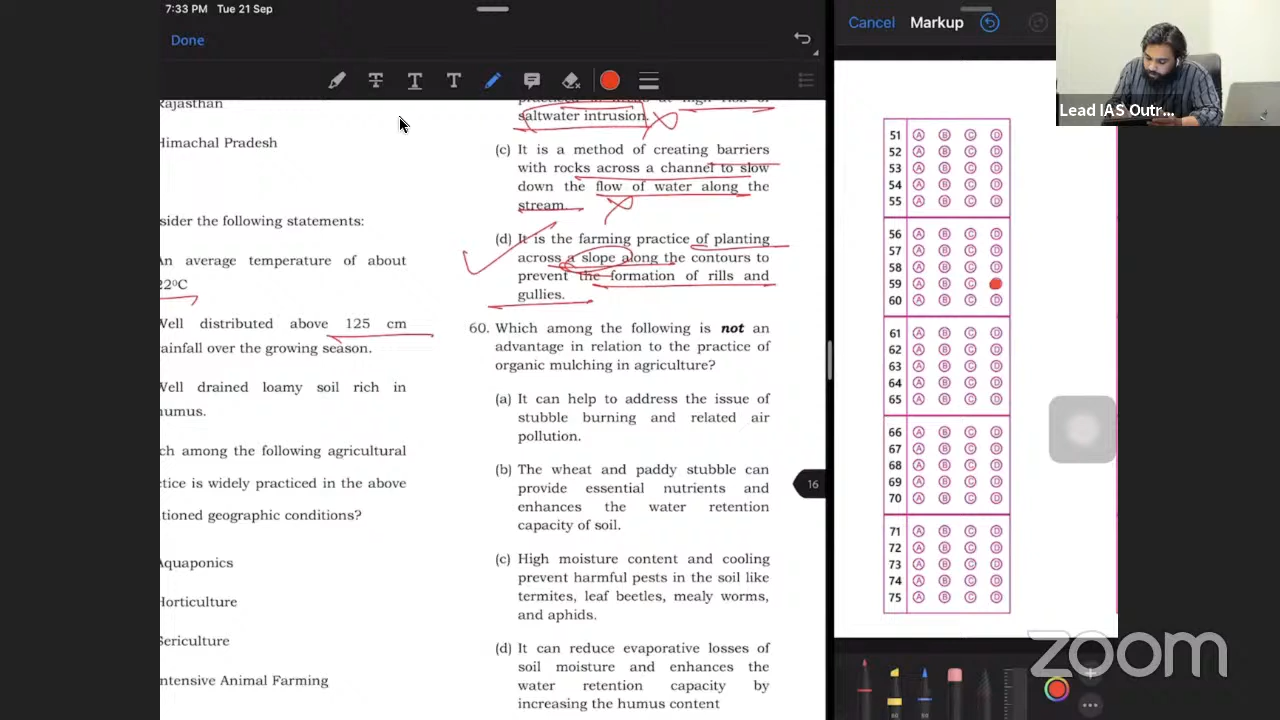 7:33 PM Tue 21 Sep
Done
Rajasthan
Himachal Pradesh
sider the following statements:
An average temperature of about
22ºC
Well distributed above 125 cm
rainfall over the growing season.
Well drained loamy soil rich in
humus.
ch among the following agricultural
ctice is widely practiced in the above
tioned geographic conditions?
Aquaponics
Horticulture
Sericulture
Intensive Animal Farming
saltwater intrusion.
(c) It is a method of creating barriers
with rocks across a channel to slow
down the flow of water along the
stream.
(d) It is the farming practice of planting
across a slope along the contours to
prevent the formation of rills and
gullies.
60. Which among the following is not an
advantage in relation to the practice of
organic mulching in agriculture?
(a) It can help to address the issue of
stubble burning and related air
pollution.
(b) The wheat and paddy stubble can
provide essential nutrients and
enhances the water retention
capacity of soil.
(c) High moisture content and cooling
prevent harmful pests in the soil like
termites, leaf beetles, mealy worms,
and aphids.
(d) It can reduce evaporative losses of
soil moisture and enhances the
water retention capacity by
increasing the humus content
16
Cancel Markup
51 A B C D
52 A B C D
53 A B C D
54 A B C D
55 A B C D
56 A B C D
57 A B C D
58 A B C D
59 A B C
60 A B C D
61 A B C D
62 A B C D
63 A B C D
64 A B C D
65 A B C D
66 A B C D
67 A B C D
68 A B C D
69 A B C D
70 A B C D
71 A B C D
72 A B C D
73 A B C D
74 A B C D
75 A B C D
Lead IAS Outr...
zoom